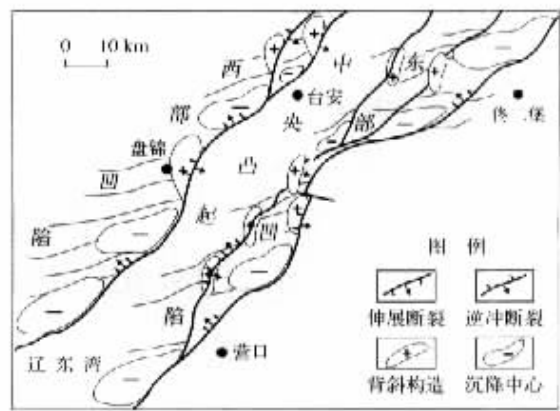 0 10 km
西部凹陷
中央凸起
东部凹陷
台安
佟二堡
盘锦
营口
辽东湾
图 例
伸展断裂 逆冲断裂
背斜构造 沉降中心